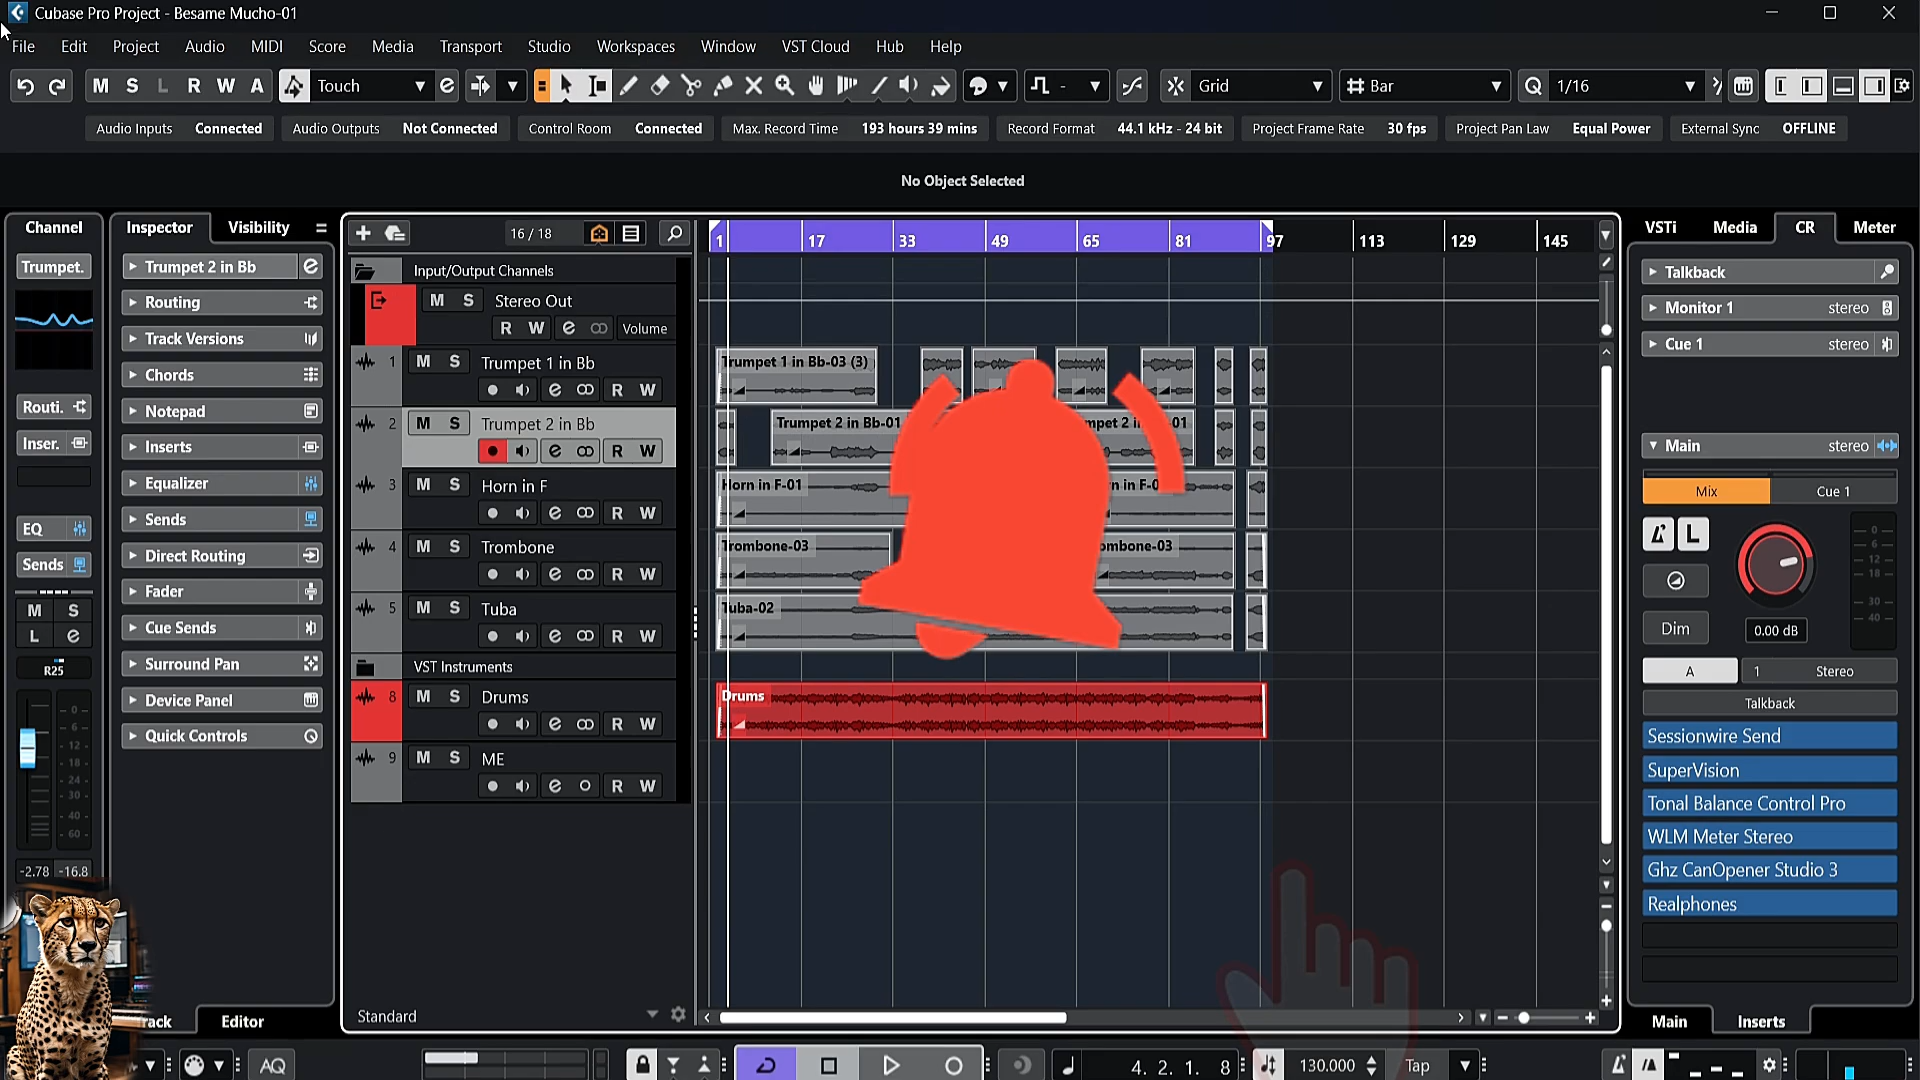 Cubase Pro Project - Besame Mucho-01
File Edit Project Audio MIDI Score Media Transport Studio Workspaces Window VST Cloud Hub Help
M S L R W A Touch - Grid Bar Q 1/16
Audio Inputs Connected Audio Outputs Not Connected Control Room Connected Max. Record Time 193 hours 39 mins Record Format 44.1 kHz - 24 bit Project Frame Rate 30 fps Project Pan Law Equal Power External Sync OFFLINE
No Object Selected
Channel Inspector Visibility 16 / 18 1 17 33 49 65 81 97 113 129 145 VSTi Media CR Meter
Trumpet. Trumpet 2 in Bb Input/Output Channels Talkback
Routing M S Stereo Out Monitor 1 stereo
R W e Volume
Track Versions Cue 1 stereo
1 M S Trumpet 1 in Bb Trumpet 1 in Bb-03 (3)
Chords R W
Routi. Notepad 2 M S Trumpet 2 in Bb Trumpet 2 in Bb-01 mpet 2 i 01
Inser. Inserts R W Main stereo
Equalizer 3 M S Horn in F Horn in F-01 n in F-0 Mix Cue 1
Sends R W L
EQ Direct Routing 4 M S Trombone Trombone-03 ombone-03
Sends Fader R W
M S Cue Sends 5 M S Tuba Tuba-02 Dim 0.00 dB
L e R W
R25 Surround Pan VST Instruments A 1 Stereo
Device Panel 8 M S Drums Drums Talkback
Quick Controls R W Sessionwire Send
9 M S ME SuperVision
R W Tonal Balance Control Pro
WLM Meter Stereo
-2.78 -16.8 Ghz CanOpener Studio 3
Realphones
Standard
rack Editor Main Inserts
AQ 4. 2. 1. 8 130.000 Tap